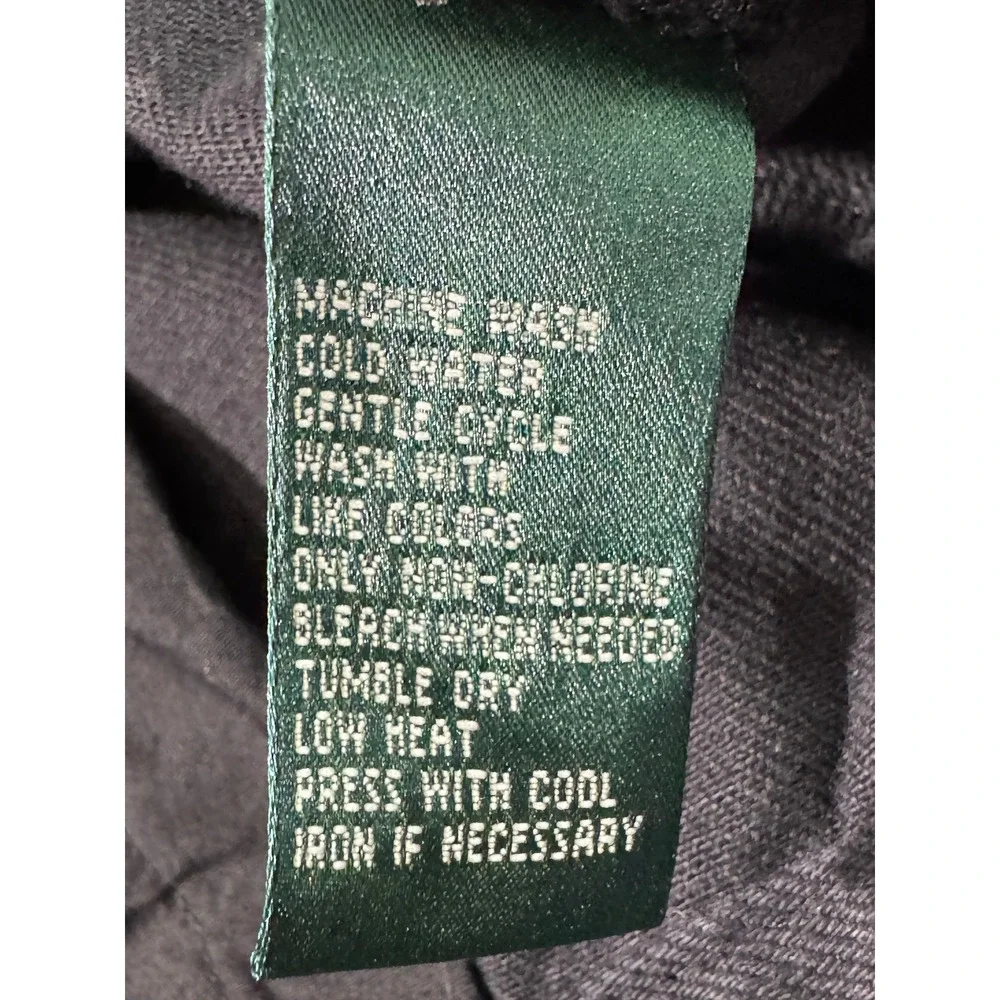 MACHINE WASH
COLD WATER
GENTLE CYCLE
WASH WITH
LIKE COLORS
ONLY NON-CHLORINE
BLEACH WHEN NEEDED
TUMBLE DRY
LOW HEAT
PRESS WITH COOL
IRON IF NECESSARY